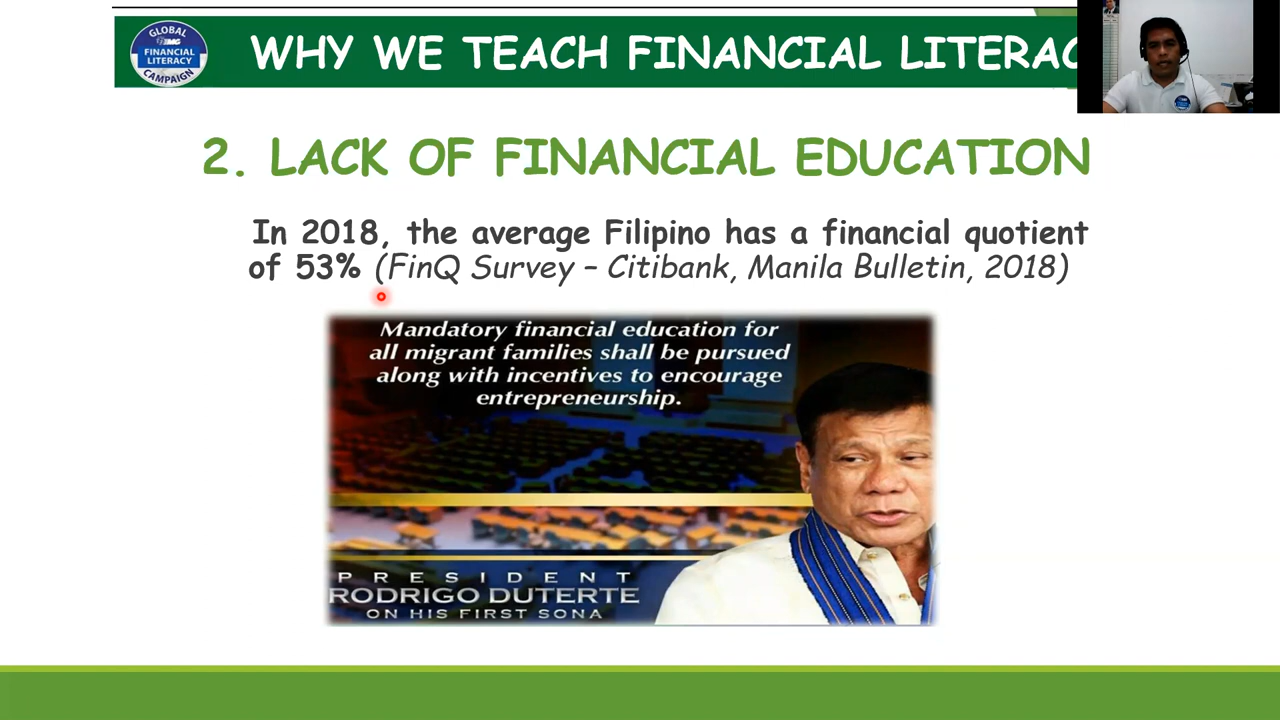 GLOBAL
FINANCIAL
LITERACY
CAMPAIGN
WHY WE TEACH FINANCIAL LITERAC
2. LACK OF FINANCIAL EDUCATION
In 2018, the average Filipino has a financial quotient
of 53% (FinQ Survey – Citibank, Manila Bulletin, 2018)
Mandatory financial education for
all migrant families shall be pursued
along with incentives to encourage
entrepreneurship.
PRESIDENT
RODRIGO DUTERTE
ON HIS FIRST SONA